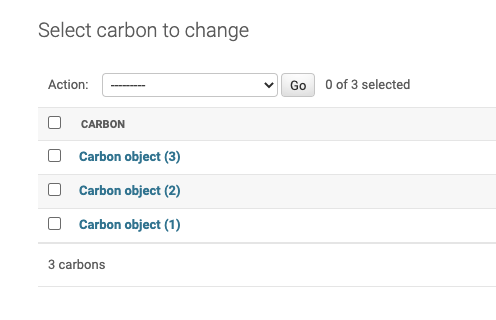 Select carbon to change
Action: --------- Go 0 of 3 selected
CARBON
Carbon object (3)
Carbon object (2)
Carbon object (1)
3 carbons